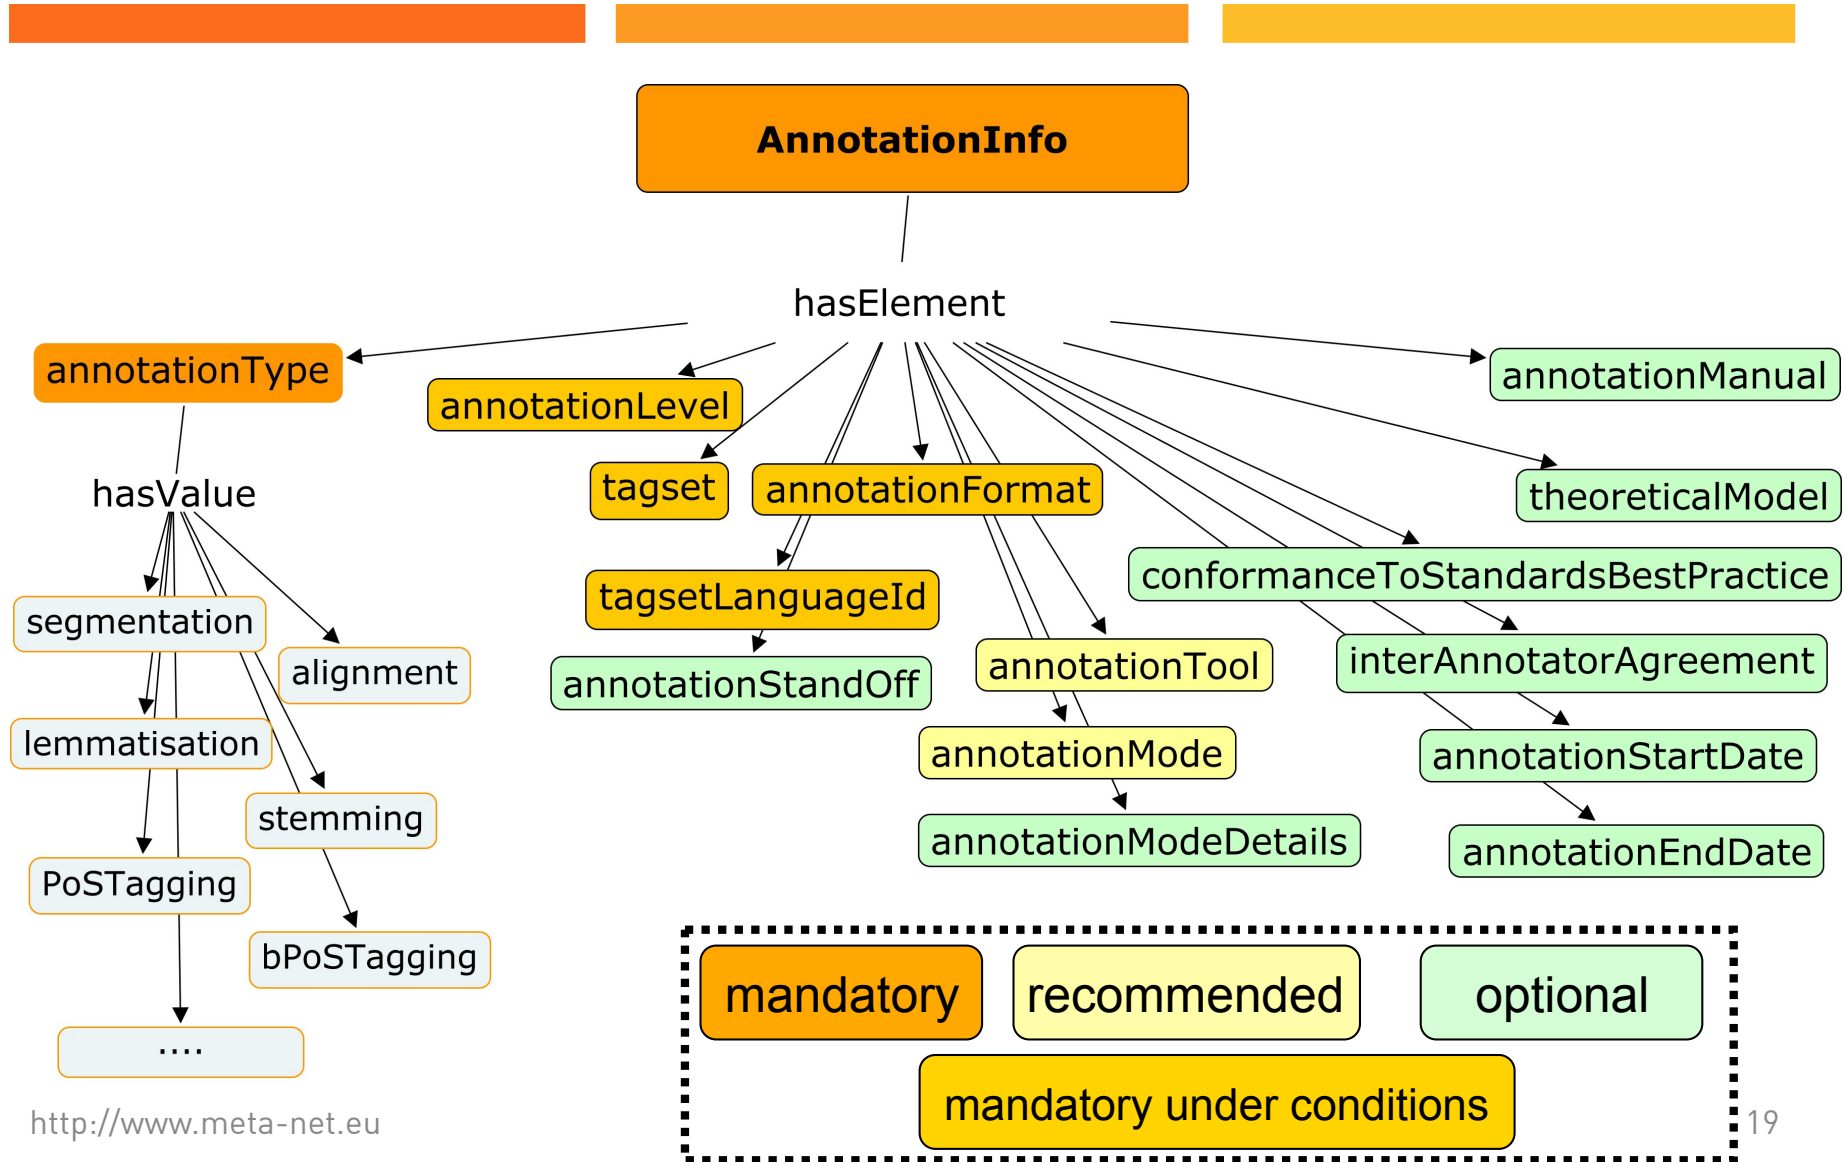 AnnotationInfo
hasElement
annotationType
annotationManual
annotationLevel
tagset
annotationFormat
theoreticalModel
hasValue
conformanceToStandardsBestPractice
tagsetLanguageId
segmentation
alignment
annotationStandOff
annotationTool
interAnnotatorAgreement
lemmatisation
annotationMode
annotationStartDate
stemming
annotationModeDetails
annotationEndDate
PoSTagging
bPoSTagging
....
mandatory
recommended
optional
mandatory under conditions
http://www.meta-net.eu
19